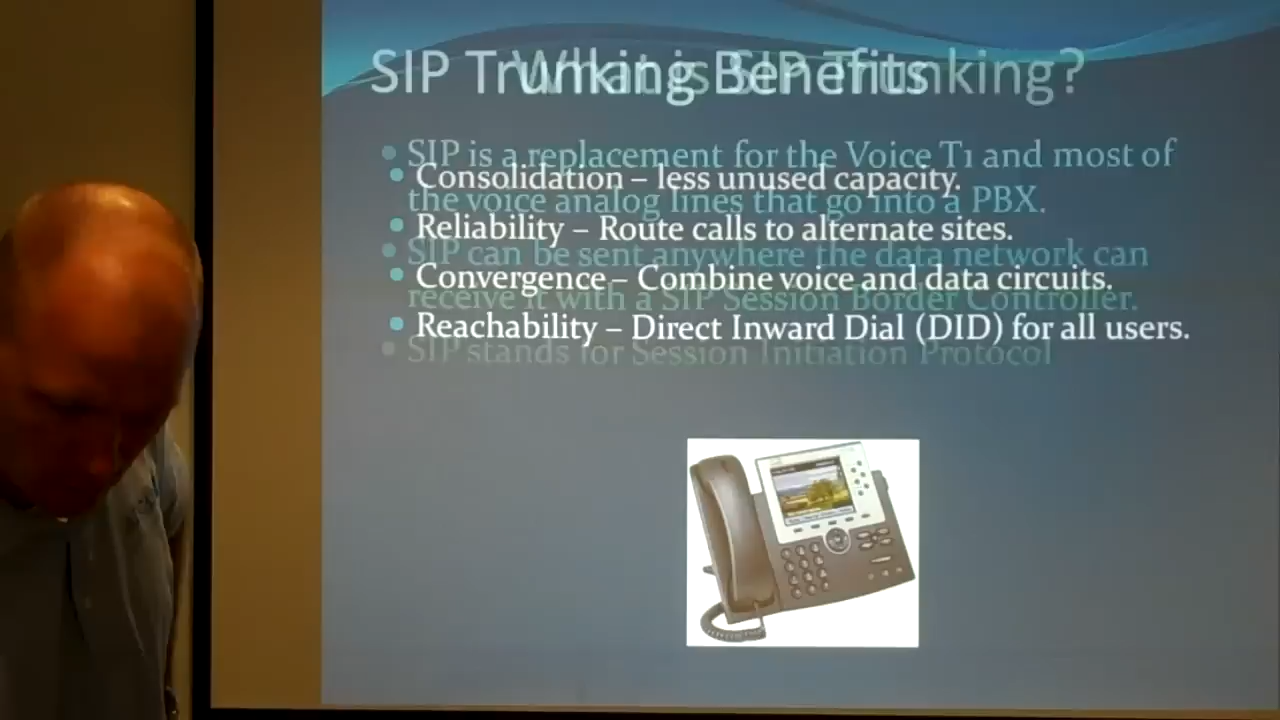 SIP Trunking Benefits
What is SIP Trunking?
• SIP is a replacement for the Voice T1 and most of
the voice analog lines that go into a PBX.
• SIP can be sent anywhere the data network can
receive it with a SIP Session Border Controller.
• SIP stands for Session Initiation Protocol
• Consolidation – less unused capacity.
• Reliability – Route calls to alternate sites.
• Convergence – Combine voice and data circuits.
• Reachability – Direct Inward Dial (DID) for all users.